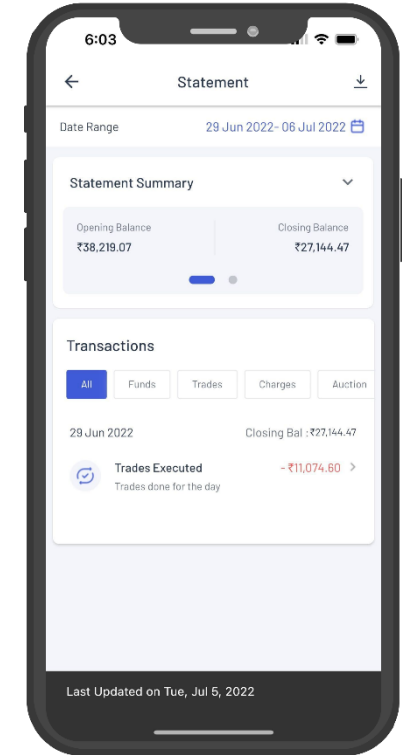 6:03
Statement
Date Range 29 Jun 2022- 06 Jul 2022
Statement Summary
Opening Balance Closing Balance
₹38,219.07 ₹27,144.47
Transactions
All Funds Trades Charges Auction
29 Jun 2022 Closing Bal : ₹27,144.47
Trades Executed - ₹11,074.60
Trades done for the day
Last Updated on Tue, Jul 5, 2022